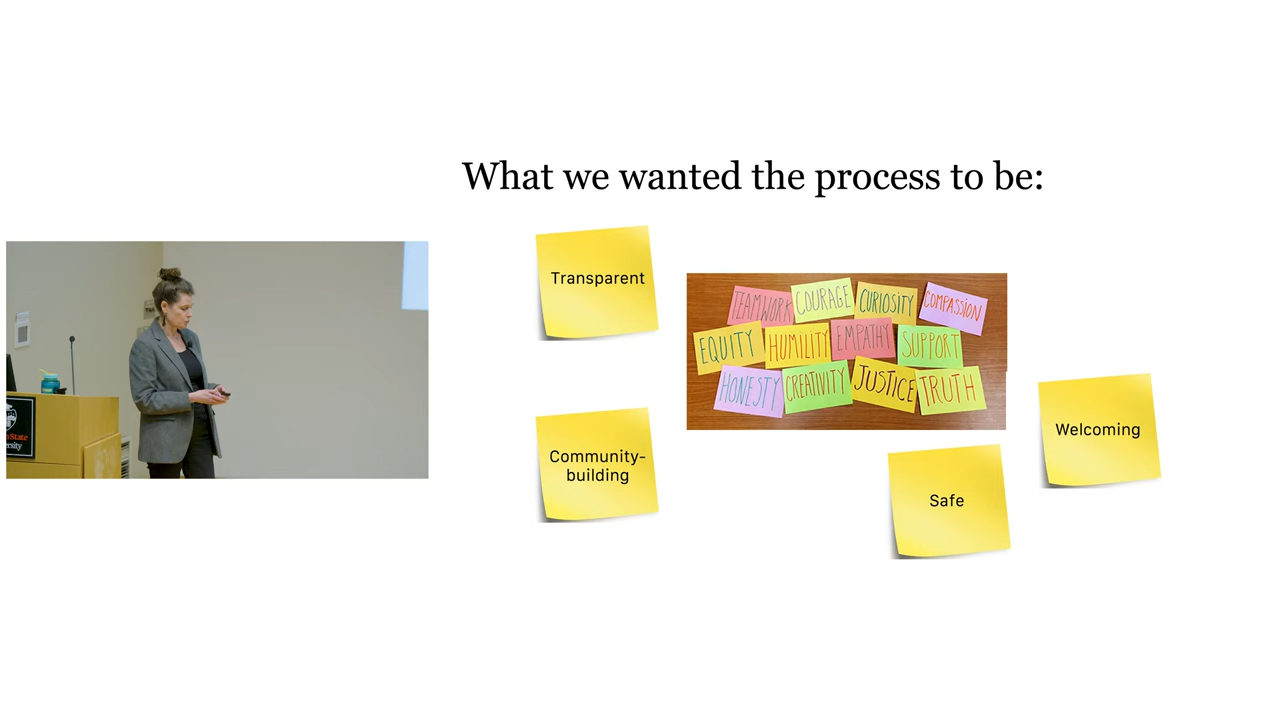 What we wanted the process to be:
Transparent
TEAMWORK COURAGE CURIOSITY COMPASSION
EQUITY HUMILITY EMPATHY SUPPORT
HONESTY CREATIVITY JUSTICE TRUTH
Welcoming
Community-
building
Safe